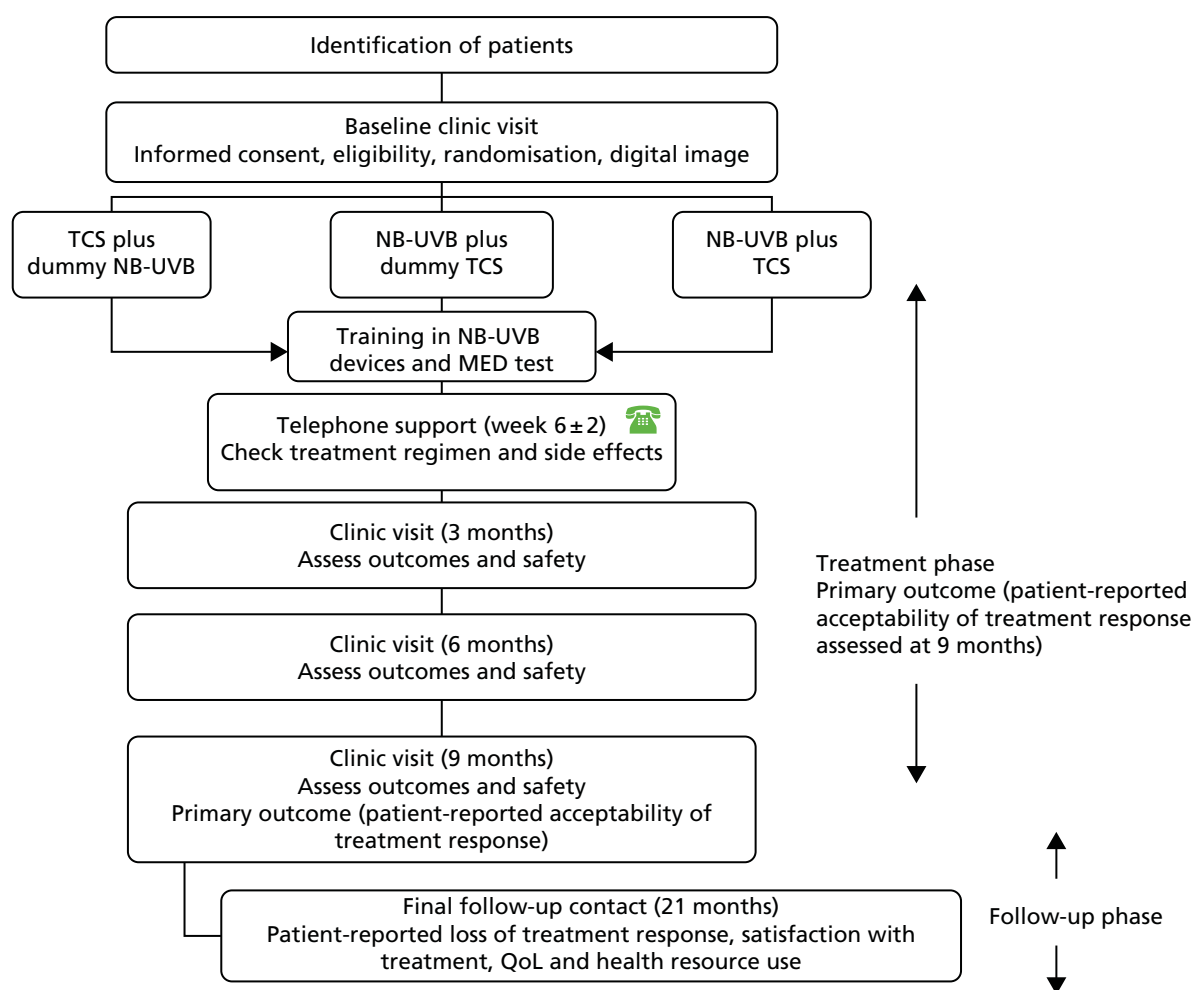 Identification of patients
Baseline clinic visit
Informed consent, eligibility, randomisation, digital image
TCS plus
dummy NB-UVB
NB-UVB plus
dummy TCS
NB-UVB plus
TCS
Training in NB-UVB
devices and MED test
Telephone support (week 6 ± 2)
Check treatment regimen and side effects
Clinic visit (3 months)
Assess outcomes and safety
Clinic visit (6 months)
Assess outcomes and safety
Treatment phase
Primary outcome (patient-reported
acceptability of treatment response
assessed at 9 months)
Clinic visit (9 months)
Assess outcomes and safety
Primary outcome (patient-reported acceptability of
treatment response)
Final follow-up contact (21 months)
Patient-reported loss of treatment response, satisfaction with
treatment, QoL and health resource use
Follow-up phase